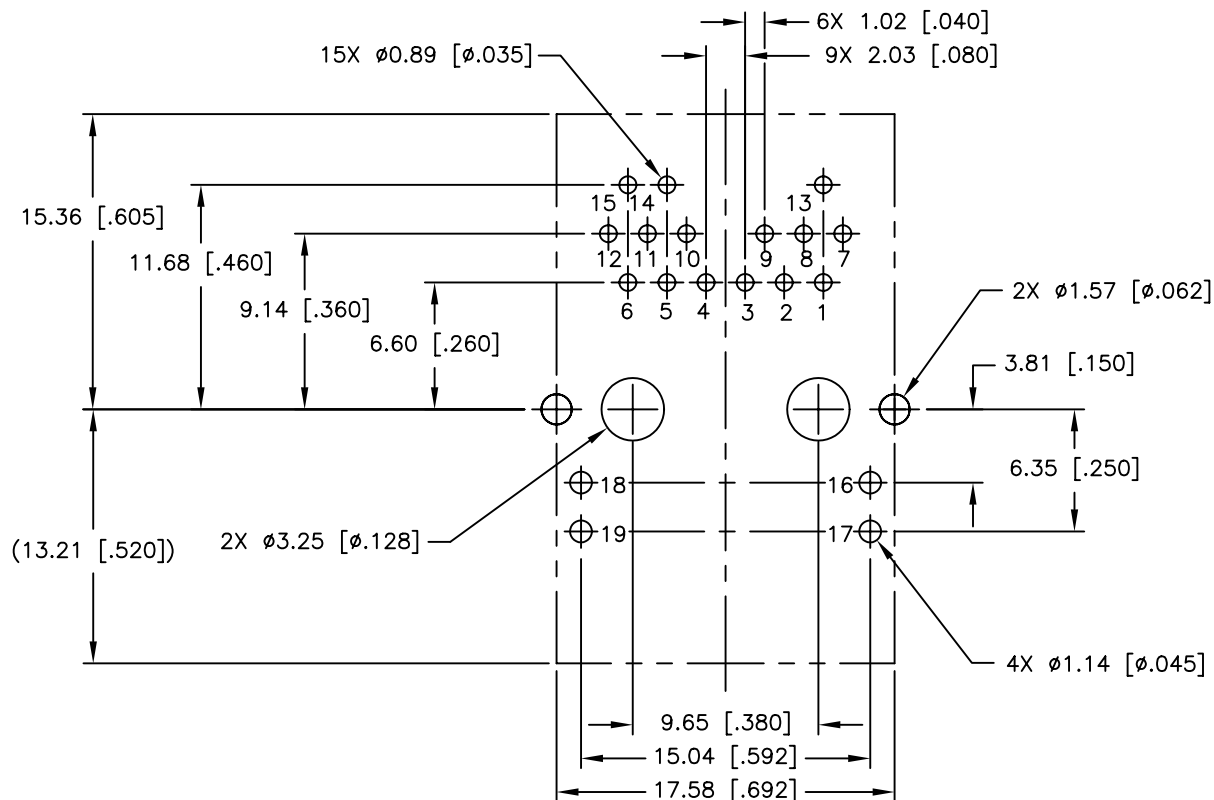 6X 1.02 [.040]
15X ø0.89 [ø.035]
9X 2.03 [.080]
15 14 13
15.36 [.605]
12 11 10 9 8 7
11.68 [.460]
9.14 [.360]
6 5 4 3 2 1
2X ø1.57 [ø.062]
6.60 [.260]
3.81 [.150]
6.35 [.250]
18 16
19 17
2X ø3.25 [ø.128]
(13.21 [.520])
4X ø1.14 [ø.045]
9.65 [.380]
15.04 [.592]
17.58 [.692]